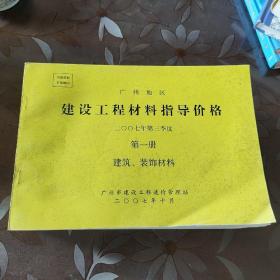 广州地区
建设工程材料指导价格
二〇〇七年第三季度
第一册
建筑、装饰材料
广州市建设工程造价管理站
二〇〇七年十月